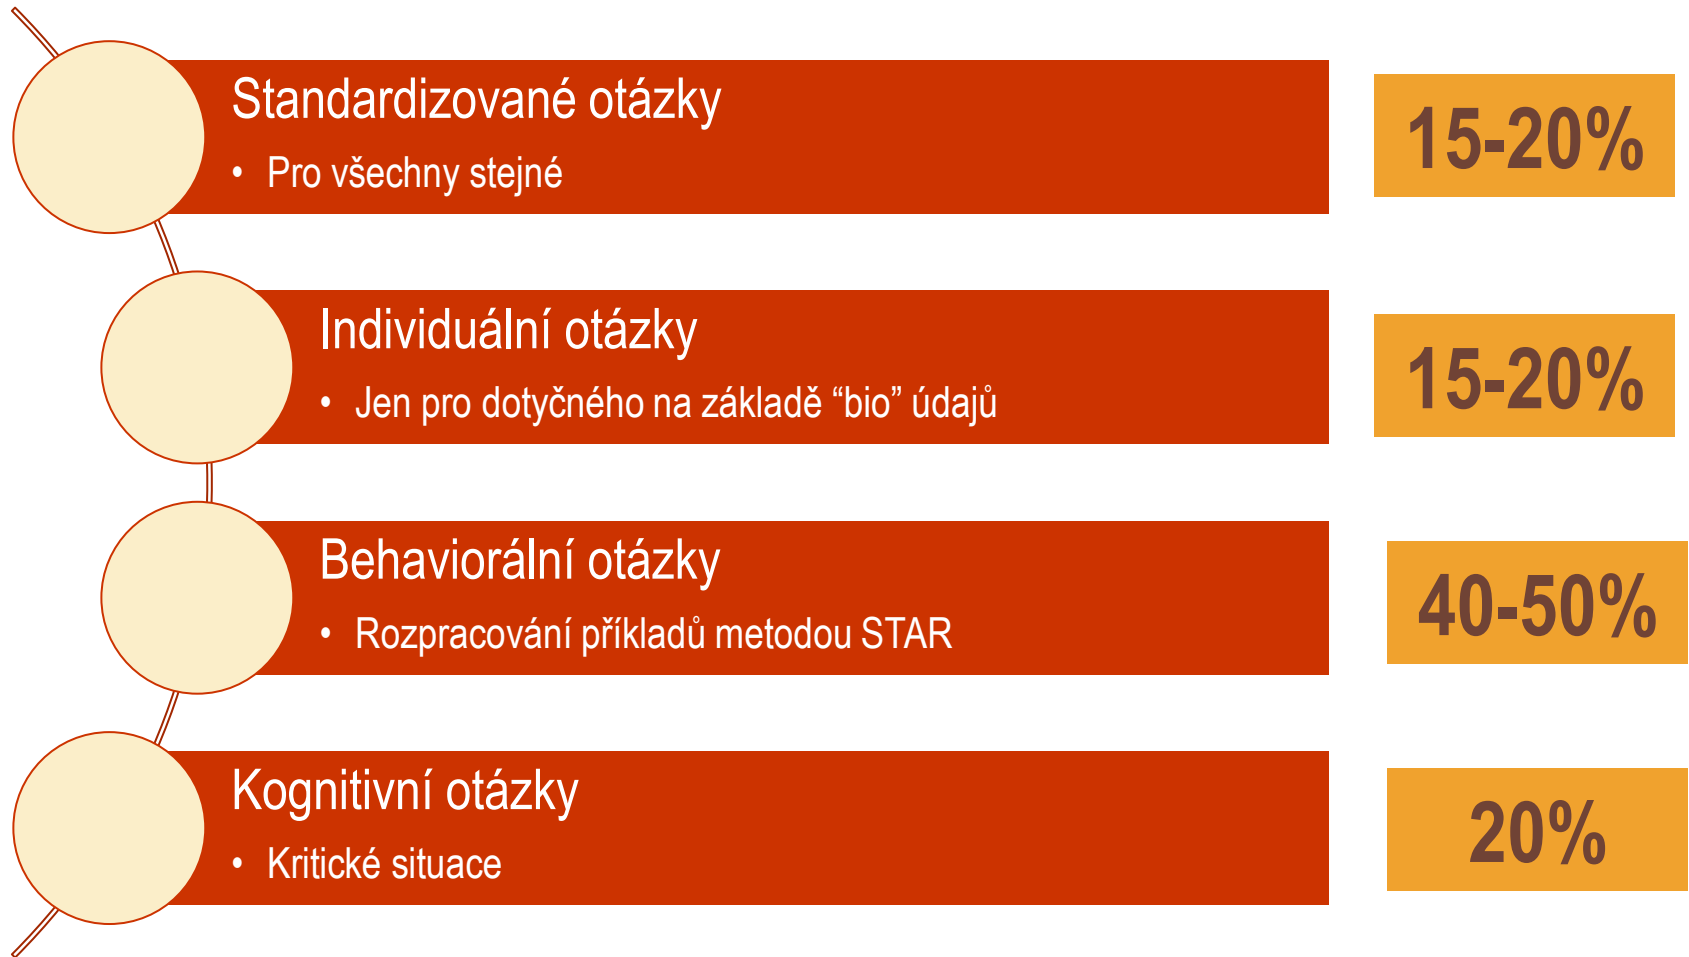 Standardizované otázky
• Pro všechny stejné
15-20%
Individuální otázky
• Jen pro dotyčného na základě “bio” údajů
15-20%
Behaviorální otázky
• Rozpracování příkladů metodou STAR
40-50%
Kognitivní otázky
• Kritické situace
20%